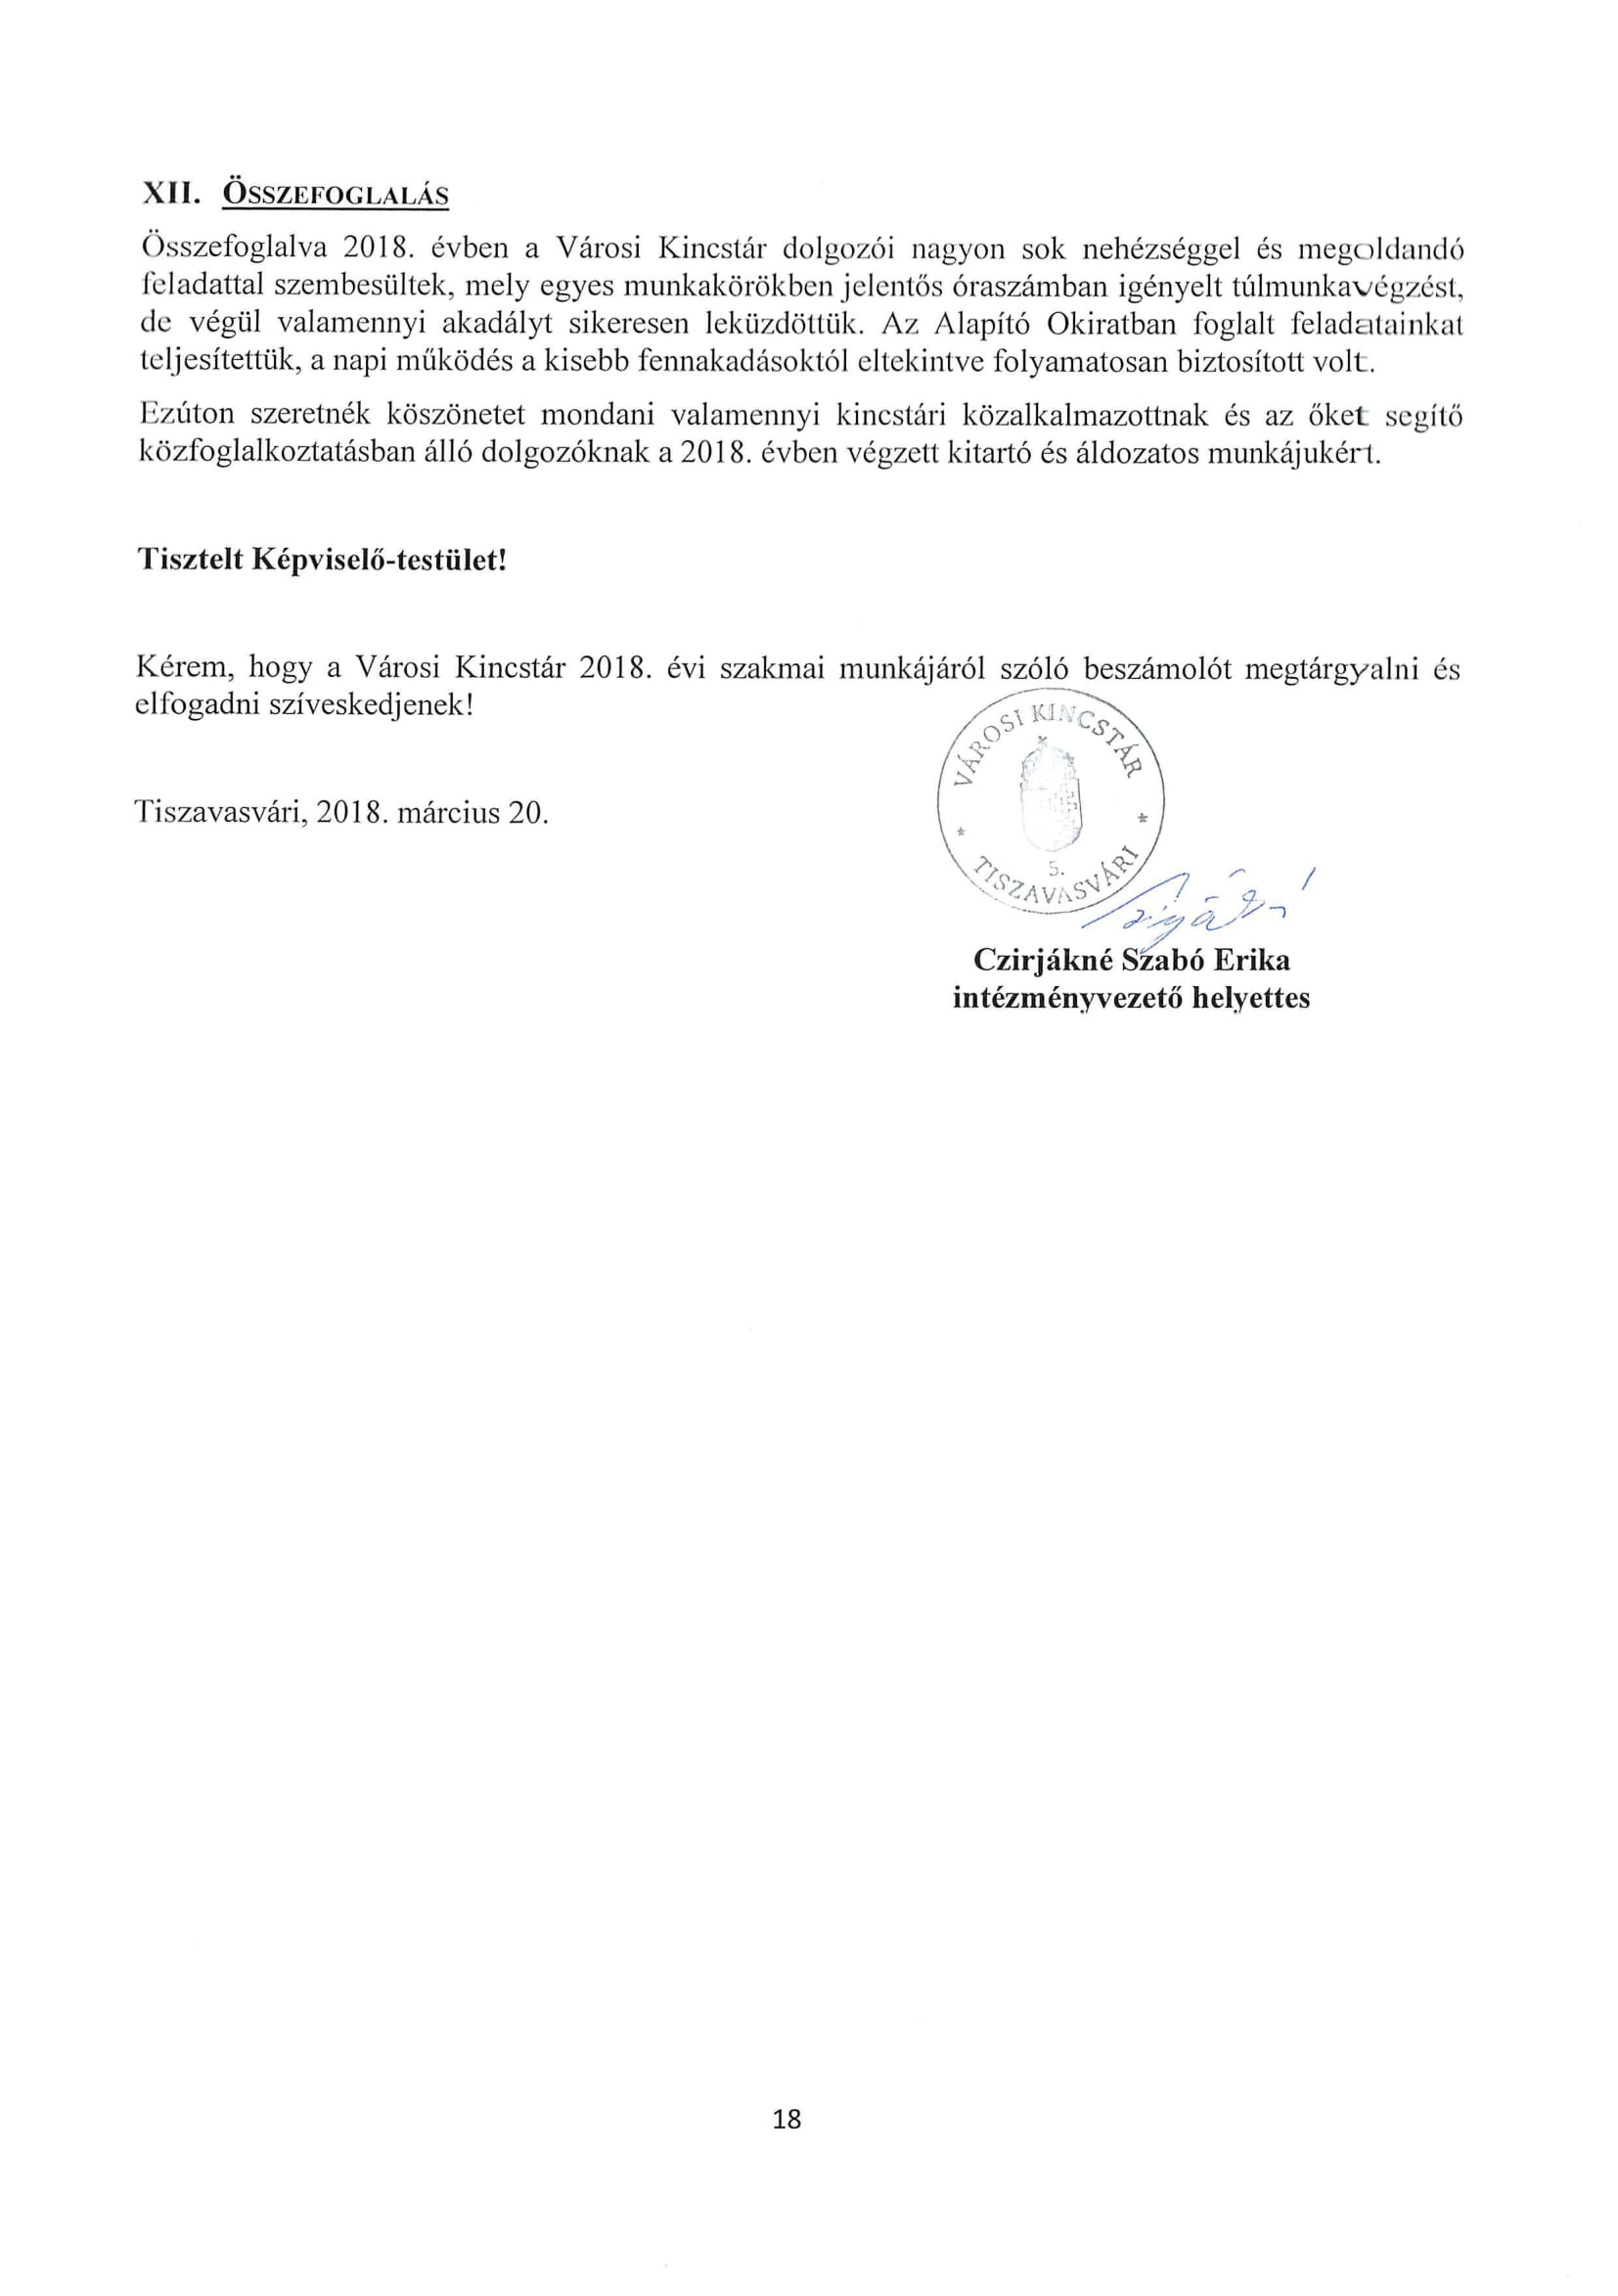 XII. ÖSSZEFOGLALÁS
Összefoglalva 2018. évben a Városi Kincstár dolgozói nagyon sok nehézséggel és megoldandó
feladattal szembesültek, mely egyes munkakörökben jelentős óraszámban igényelt túlmunkavégzést,
de végül valamennyi akadályt sikeresen leküzdöttük. Az Alapító Okiratban foglalt feladatainkat
teljesítettük, a napi működés a kisebb fennakadásoktól eltekintve folyamatosan biztosított volt.
Ezúton szeretnék köszönetet mondani valamennyi kincstári közalkalmazottnak és az őket segítő
közfoglalkoztatásban álló dolgozóknak a 2018. évben végzett kitartó és áldozatos munkájukért.
Tisztelt Képviselő-testület!
Kérem, hogy a Városi Kincstár 2018. évi szakmai munkájáról szóló beszámolót megtárgyalni és
elfogadni szíveskedjenek!
VÁROSI KINCSTÁR
Tiszavasvári, 2018. március 20.
5.
* TISZAVASVÁRI *
Czirjákné Szabó Erika
intézményvezető helyettes
18